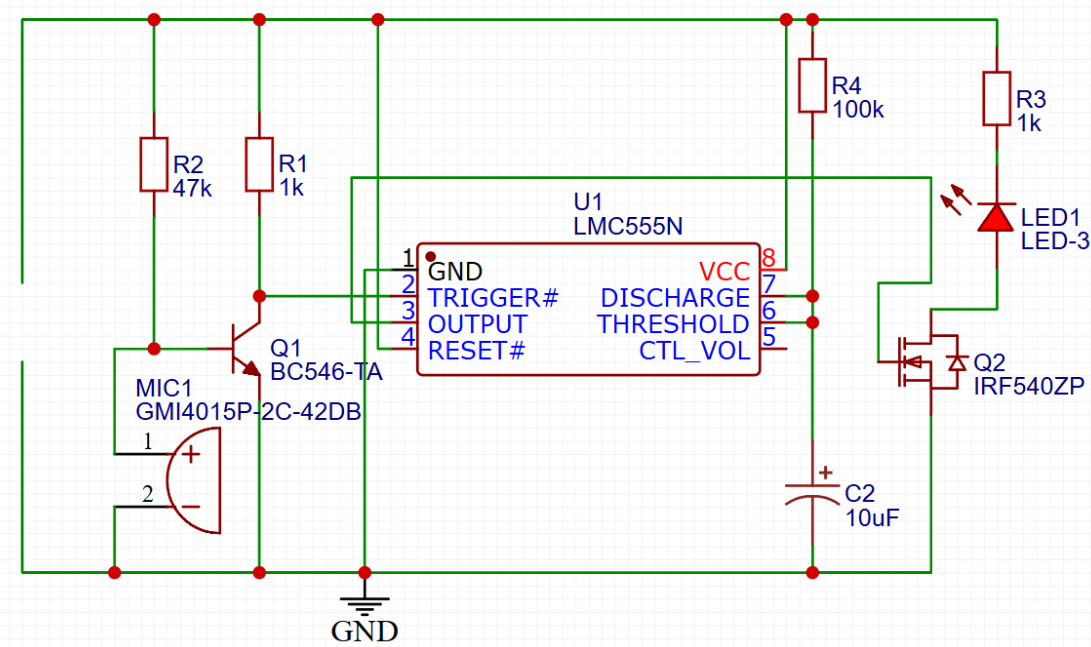 R2
47k
R1
1k
R4
100k
R3
1k
U1
LMC555N
LED1
LED-3
1
GND
2
TRIGGER#
3
OUTPUT
4
RESET#
VCC
8
DISCHARGE
7
THRESHOLD
6
CTL_VOL
5
Q1
BC546-TA
Q2
IRF540ZP
MIC1
GMI4015P-2C-42DB
1
+
2
−
+
C2
10uF
GND